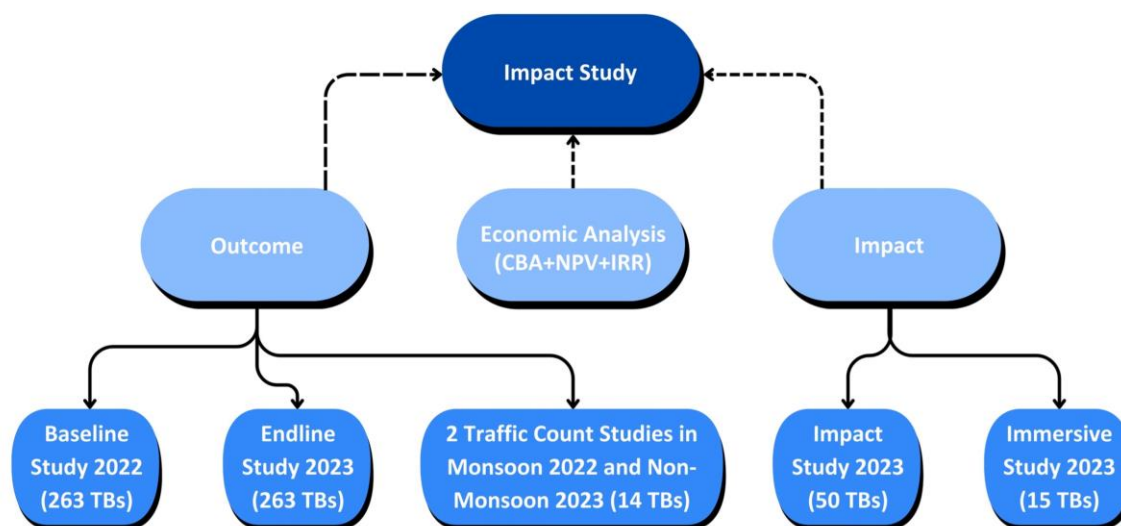 Impact Study
Outcome
Economic Analysis
(CBA+NPV+IRR)
Impact
Baseline
Study 2022
(263 TBs)
Endline
Study 2023
(263 TBs)
2 Traffic Count Studies in
Monsoon 2022 and Non-
Monsoon 2023 (14 TBs)
Impact
Study 2023
(50 TBs)
Immersive
Study 2023
(15 TBs)